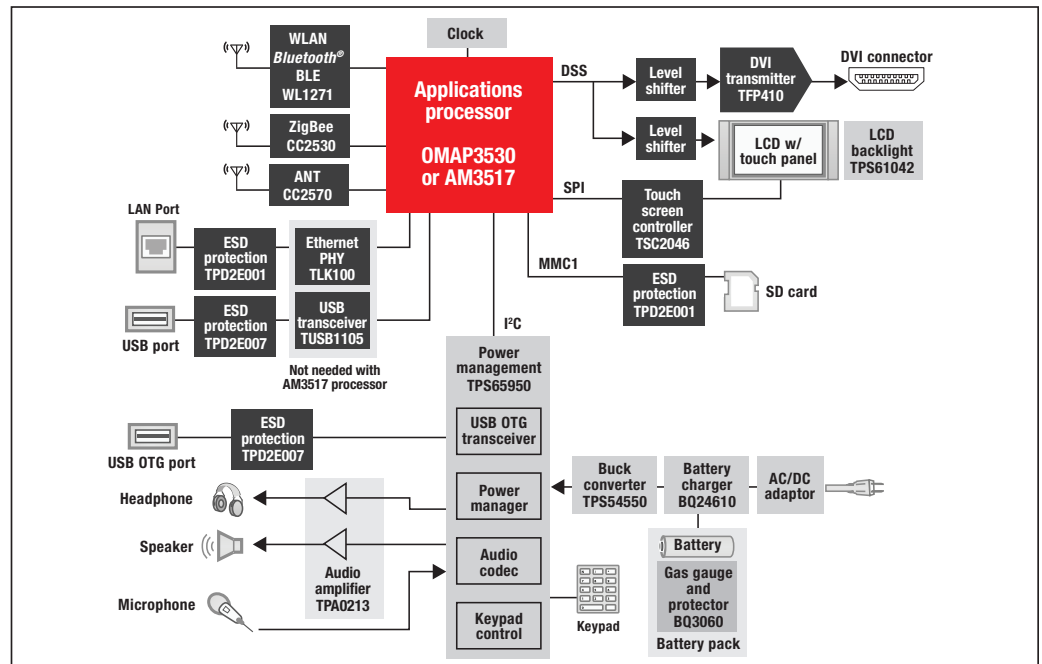 Clock
WLAN
Bluetooth®
BLE
WL1271
ZigBee
CC2530
ANT
CC2570
Applications
processor
OMAP3530
or AM3517
DSS
Level
shifter
DVI
transmitter
TFP410
DVI connector
Level
shifter
LCD w/
touch panel
LCD
backlight
TPS61042
SPI
Touch
screen
controller
TSC2046
MMC1
ESD
protection
TPD2E001
SD card
LAN Port
ESD
protection
TPD2E001
Ethernet
PHY
TLK100
USB port
ESD
protection
TPD2E007
USB
transceiver
TUSB1105
Not needed with
AM3517 processor
I²C
Power
management
TPS65950
USB OTG
transceiver
Power
manager
Audio
codec
Keypad
control
USB OTG port
ESD
protection
TPD2E007
Headphone
Speaker
Microphone
Audio
amplifier
TPA0213
Buck
converter
TPS54550
Battery
charger
BQ24610
AC/DC
adaptor
Battery
Gas gauge
and
protector
BQ3060
Battery pack
Keypad